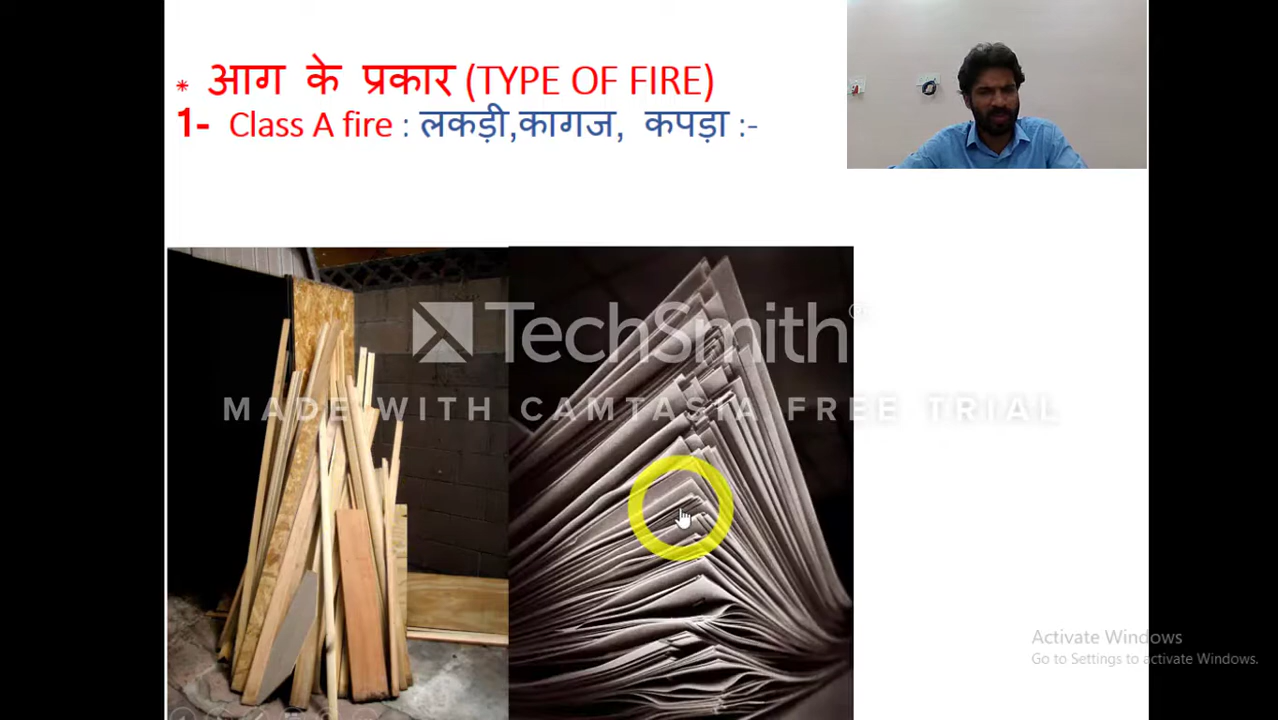 * आग के प्रकार (TYPE OF FIRE)
1- Class A fire : लकड़ी,कागज, कपड़ा :-
TechSmith®
MADE WITH CAMTASIA FREE TRIAL
Activate Windows
Go to Settings to activate Windows.